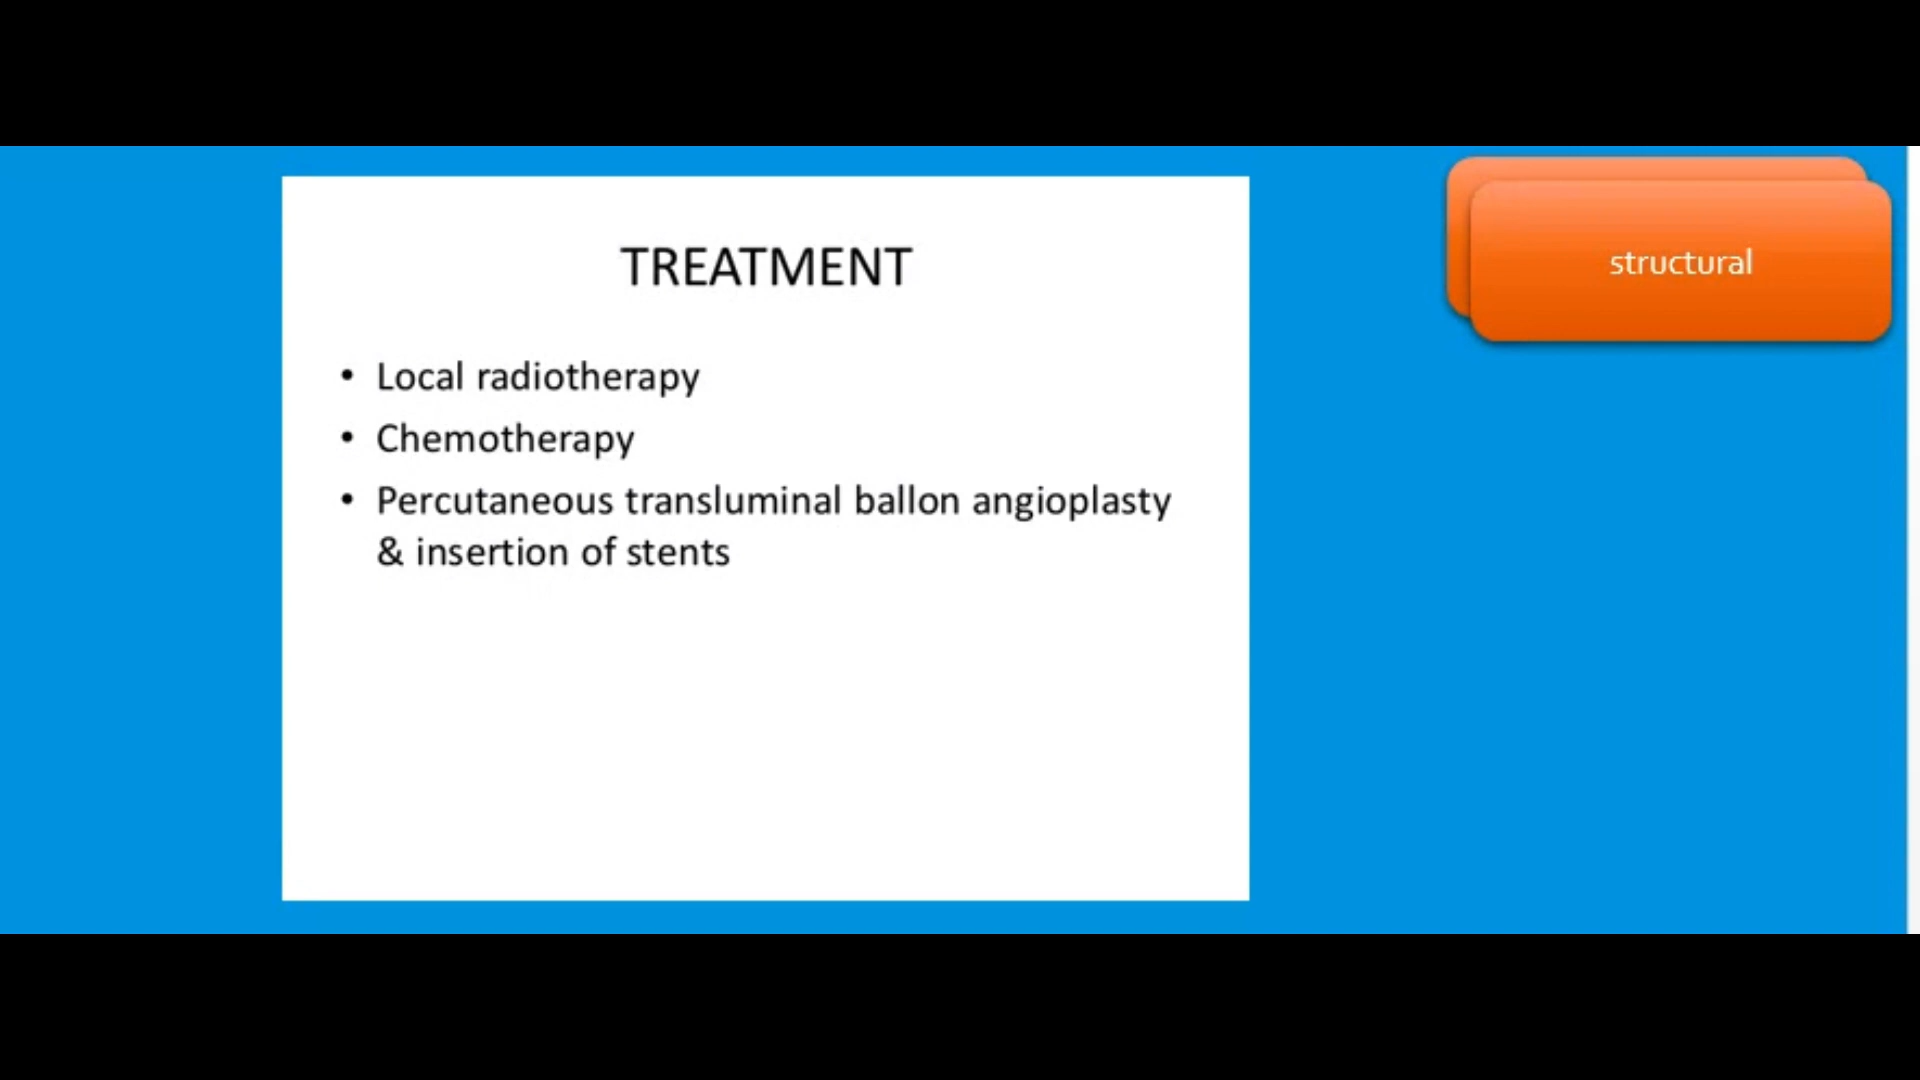 TREATMENT
• Local radiotherapy
• Chemotherapy
• Percutaneous transluminal ballon angioplasty
& insertion of stents
structural